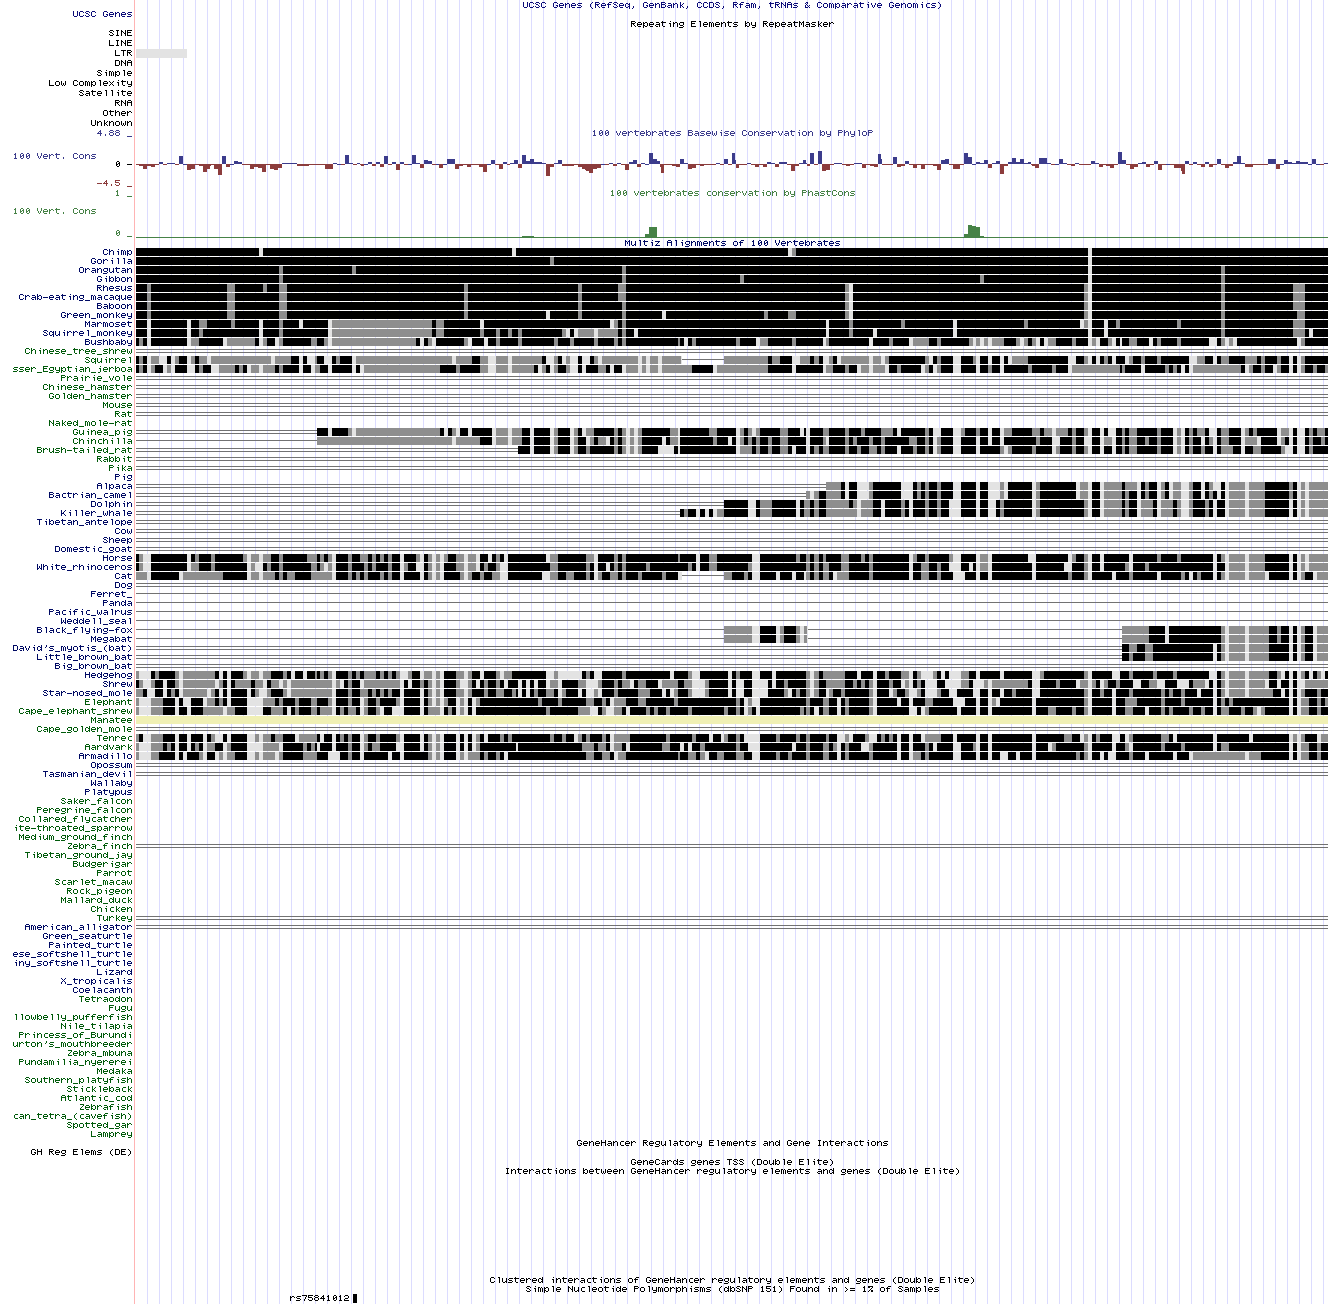 UCSC Genes (RefSeq, GenBank, CCDS, Rfam, tRNAs & Comparative Genomics)
UCSC Genes
Repeating Elements by RepeatMasker
SINE
LINE
LTR
DNA
Simple
Low Complexity
Satellite
RNA
Other
Unknown
100 vertebrates Basewise Conservation by PhyloP
4.88 _
100 Vert. Cons
0 -
-4.5 _
100 vertebrates conservation by PhastCons
1 _
100 Vert. Cons
0 _
Multiz Alignments of 100 Vertebrates
Chimp
Gorilla
Orangutan
Gibbon
Rhesus
Crab-eating_macaque
Baboon
Green_monkey
Marmoset
Squirrel_monkey
Bushbaby
Chinese_tree_shrew
Squirrel
sser_Egyptian_jerboa
Prairie_vole
Chinese_hamster
Golden_hamster
Mouse
Rat
Naked_mole-rat
Guinea_pig
Chinchilla
Brush-tailed_rat
Rabbit
Pika
Pig
Alpaca
Bactrian_camel
Dolphin
Killer_whale
Tibetan_antelope
Cow
Sheep
Domestic_goat
Horse
White_rhinoceros
Cat
Dog
Ferret_
Panda
Pacific_walrus
Weddell_seal
Black_flying-fox
Megabat
David's_myotis_(bat)
Little_brown_bat
Big_brown_bat
Hedgehog
Shrew
Star-nosed_mole
Elephant
Cape_elephant_shrew
Manatee
Cape_golden_mole
Tenrec
Aardvark
Armadillo
Opossum
Tasmanian_devil
Wallaby
Platypus
Saker_falcon
Peregrine_falcon
Collared_flycatcher
ite-throated_sparrow
Medium_ground_finch
Zebra_finch
Tibetan_ground_jay
Budgerigar
Parrot
Scarlet_macaw
Rock_pigeon
Mallard_duck
Chicken
Turkey
American_alligator
Green_seaturtle
Painted_turtle
ese_softshell_turtle
iny_softshell_turtle
Lizard
X_tropicalis
Coelacanth
Tetraodon
Fugu
llowbelly_pufferfish
Nile_tilapia
Princess_of_Burundi
urton's_mouthbreeder
Zebra_mbuna
Pundamilia_nyererei
Medaka
Southern_platyfish
Stickleback
Atlantic_cod
Zebrafish
can_tetra_(cavefish)
Spotted_gar
Lamprey
GeneHancer Regulatory Elements and Gene Interactions
GH Reg Elems (DE)
GeneCards genes TSS (Double Elite)
Interactions between GeneHancer regulatory elements and genes (Double Elite)
Clustered interactions of GeneHancer regulatory elements and genes (Double Elite)
Simple Nucleotide Polymorphisms (dbSNP 151) Found in >= 1% of Samples
rs75841012